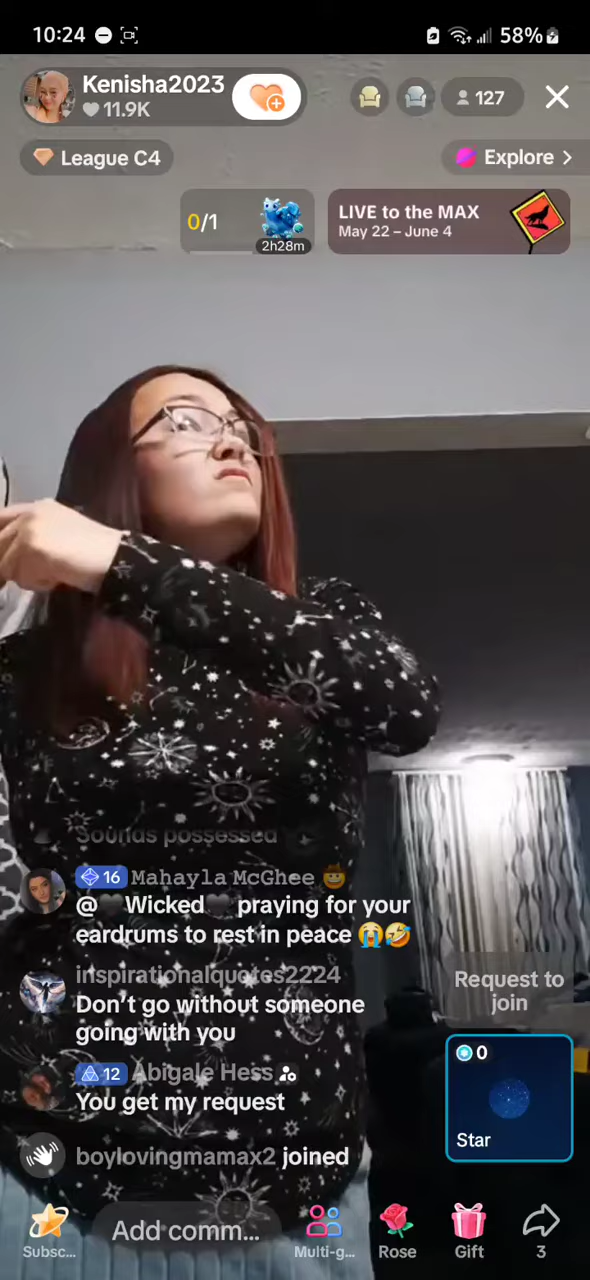 10:24
58%
Kenisha2023
11.9K
127
League C4
Explore >
0/1
2h28m
LIVE to the MAX
May 22 – June 4
Sounds possessed
16 Mahayla McGhee 🤠
@🖤Wicked🖤 praying for your
eardrums to rest in peace 😭🤣
inspirationalquotes2224
Don't go without someone
going with you
12 Abigale Hess
You get my request
boylovingmamax2 joined
Request to
join
0
Star
Subsc...
Add comm...
Multi-g...
Rose
Gift
3